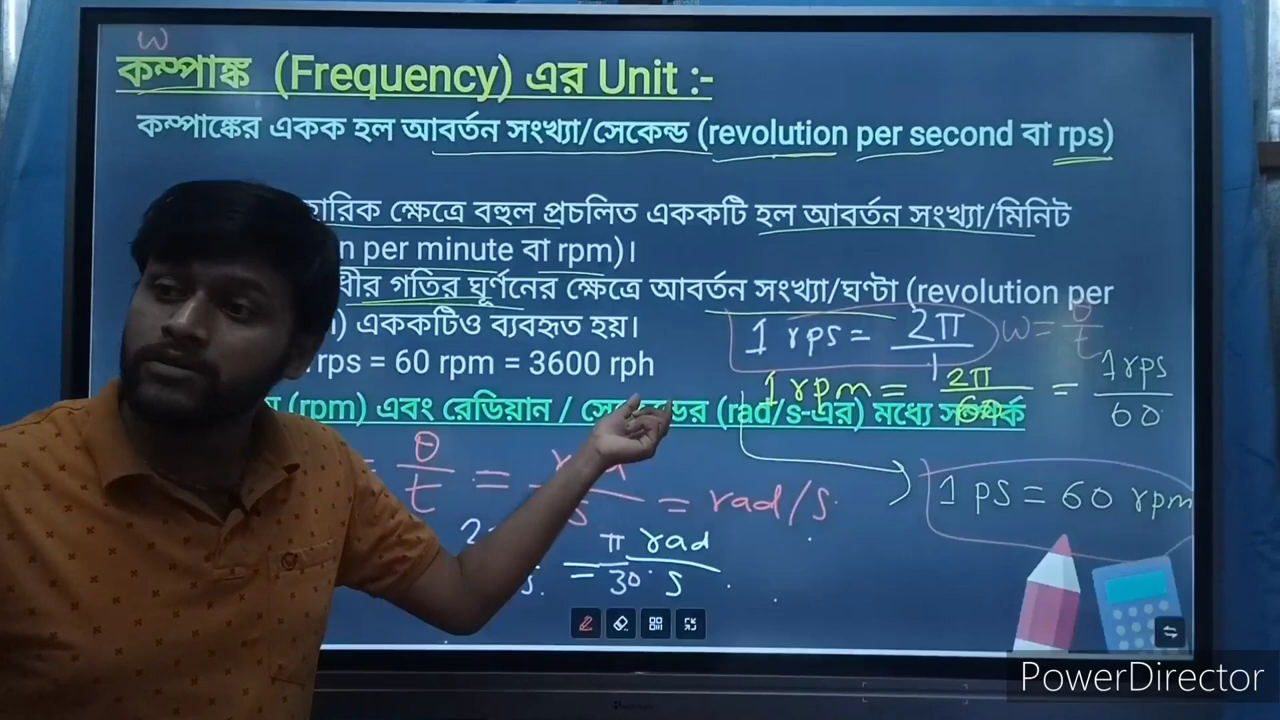 ω
কম্পাঙ্ক (Frequency) এর Unit :-
কম্পাঙ্কের একক হল আবর্তন সংখ্যা/সেকেন্ড (revolution per second বা rps)
ক্ষেত্রে বহুল প্রচলিত এককটি হল আবর্তন সংখ্যা/মিনিট
per minute বা rpm)।
ধীর গতির ঘূর্ণনের ক্ষেত্রে আবর্তন সংখ্যা/ঘণ্টা (revolution per
এককটিও ব্যবহৃত হয়।
1 rps = 2π/1 ω = θ/t
rps = 60 rpm = 3600 rph
1 rpm = 2π/60 = 1rps/60
(rpm) এবং রেডিয়ান / সেকেন্ডের (rad/s-এর) মধ্যে সম্পর্ক
= θ/t = = rad/s
1 ps = 60 rpm
= π/30 rad/s
PowerDirector